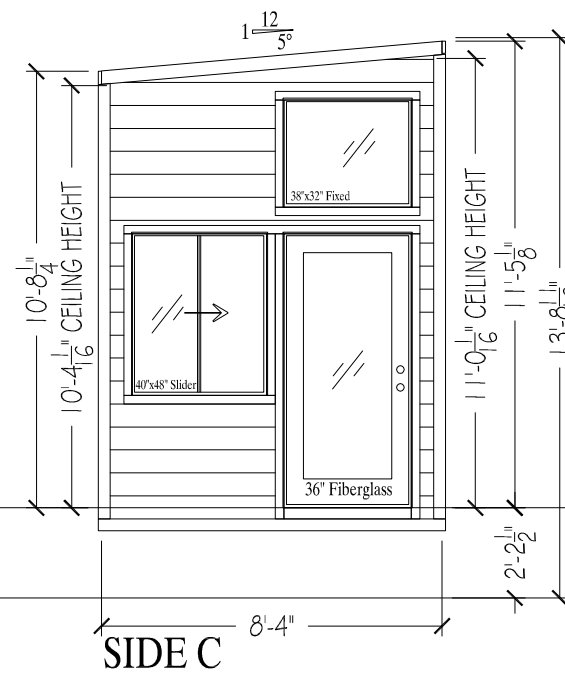 1 12
5°
38"x32" Fixed
10'-8 1/4"
10'-4 1/16" CEILING HEIGHT
11'-0 1/16" CEILING HEIGHT
11'-5 1/8"
40"x48" Slider
36" Fiberglass
2'-2 1/2"
8'-4"
SIDE C